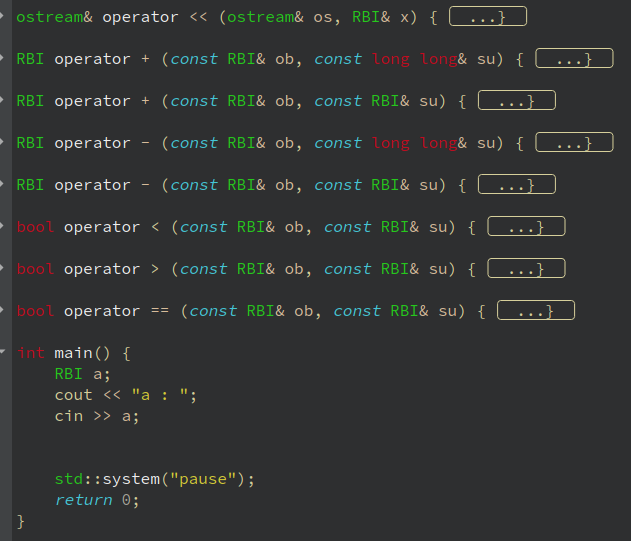 ostream& operator << (ostream& os, RBI& x) { ...}
RBI operator + (const RBI& ob, const long long& su) { ...}
RBI operator + (const RBI& ob, const RBI& su) { ...}
RBI operator - (const RBI& ob, const long long& su) { ...}
RBI operator - (const RBI& ob, const RBI& su) { ...}
bool operator < (const RBI& ob, const RBI& su) { ...}
bool operator > (const RBI& ob, const RBI& su) { ...}
bool operator == (const RBI& ob, const RBI& su) { ...}
int main() {
RBI a;
cout << "a : ";
cin >> a;
std::system("pause");
return 0;
}